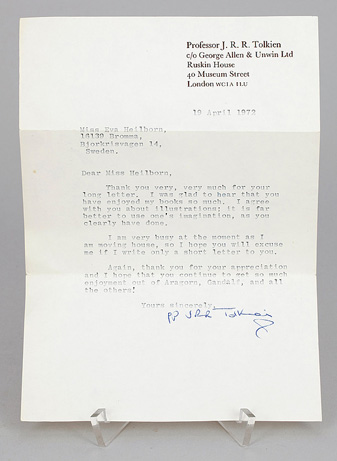 Professor J. R. R. Tolkien
c/o George Allen & Unwin Ltd
Ruskin House
40 Museum Street
London WC1A 1LU
19 April 1972
Miss Eva Heilborn,
16139 Bromma,
Bjorkrisvagen 14,
Sweden.
Dear Miss Heilborn,
Thank you very, very much for your
long letter. I was glad to hear that you
have enjoyed my books so much. I agree
with you about illustrations; it is far
better to use one's imagination, as you
clearly have done.
I am very busy at the moment as I
am moving house, so I hope you will excuse
me if I write only a short letter to you.
Again, thank you for your appreciation
and I hope that you continue to get so much
enjoyment out of Aragorn, Gandalf, and all
the others!
Yours sincerely,
pp J.R.R. Tolkien